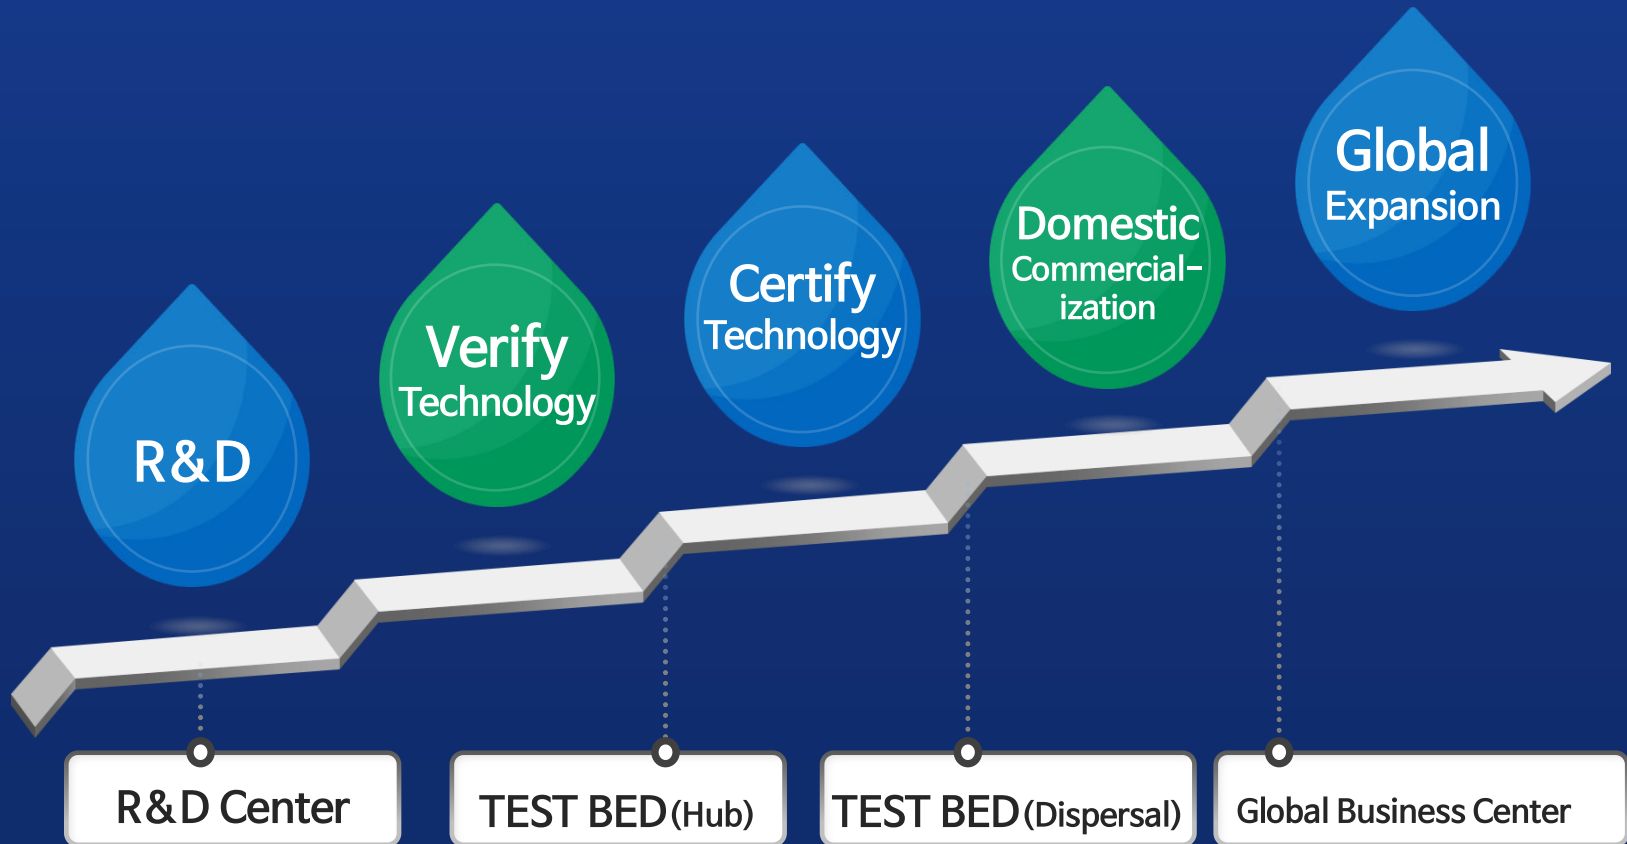 R&D
Verify
Technology
Certify
Technology
Domestic
Commercial-
ization
Global
Expansion
R&D Center
TEST BED(Hub)
TEST BED(Dispersal)
Global Business Center